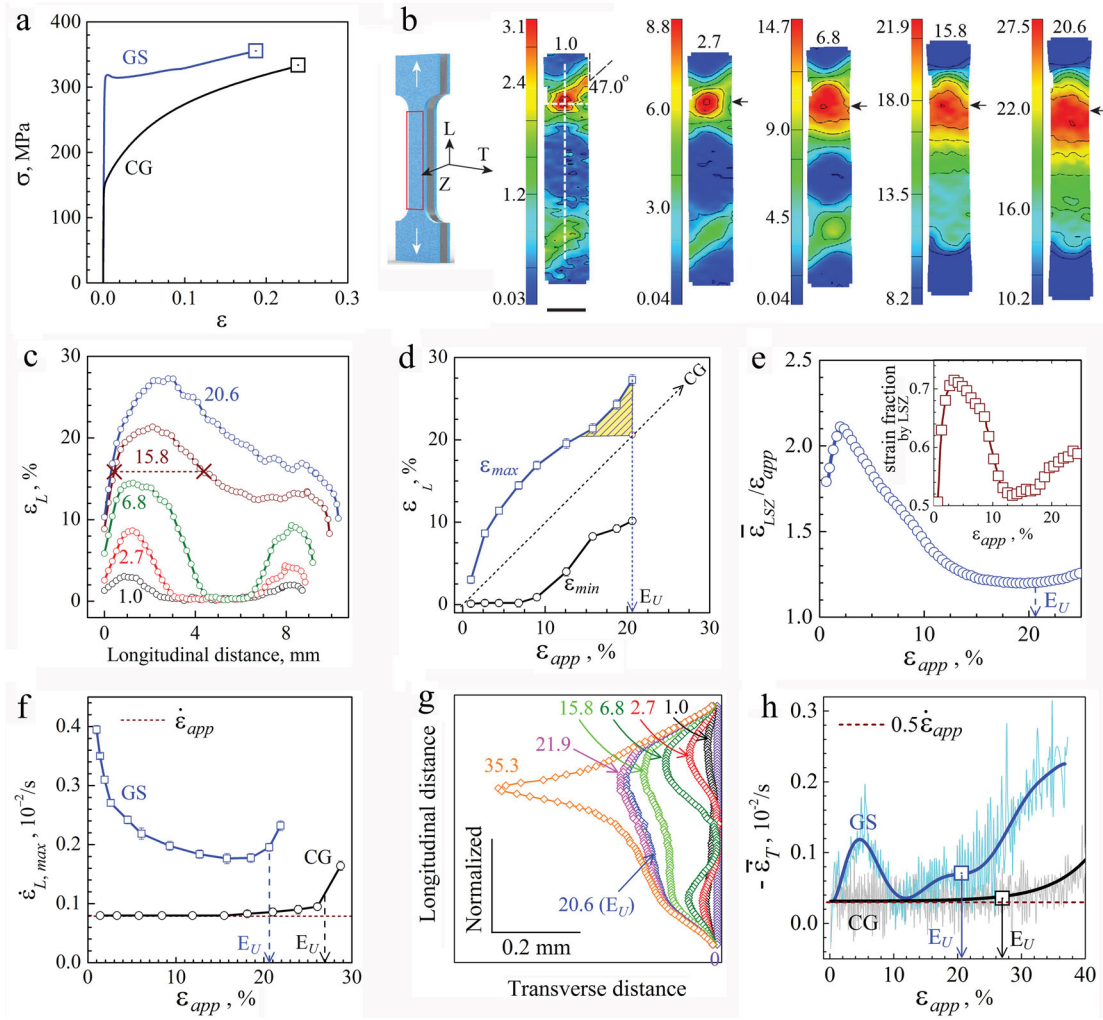 a
σ, MPa
400
300
200
100
0
GS
CG
0.0 0.1 0.2 0.3
ε
b
L
T
Z
3.1
2.4
1.2
0.03
1.0
47.0°
8.8
6.0
3.0
0.04
2.7
14.7
9.0
4.5
0.04
6.8
21.5
18.0
13.5
8.2
15.8
27.5
22.0
16.0
10.2
20.6
c
ε_L, %
30
20
10
0
20.6
15.8
6.8
2.7
1.0
0 4 8
Longitudinal distance, mm
d
ε_L, %
30
20
10
0
CG
ε_max
ε_min
E_U
0 10 20 30
ε_app, %
e
ε̅_LSZ/ε_app
2.5
2.1
1.6
1.2
E_U
0 10 20
ε_app, %
strain fraction
by LSZ
0.7
0.6
0.5
0 10 20
ε_app, %
f
ε̇_L, max, 10⁻²/s
0.4
0.3
0.2
0.1
0.0
ε̇_app
GS
CG
E_U
E_U
0 10 20 30
ε_app, %
g
Longitudinal distance
Normalized
15.8 6.8 2.7 1.0
21.9
35.3
20.6 (E_U)
0.2 mm
0
Transverse distance
h
- ε̅̇_T, 10⁻²/s
0.3
0.2
0.1
0.0
0.5ε̇_app
GS
CG
E_U
E_U
0 10 20 30 40
ε_app, %